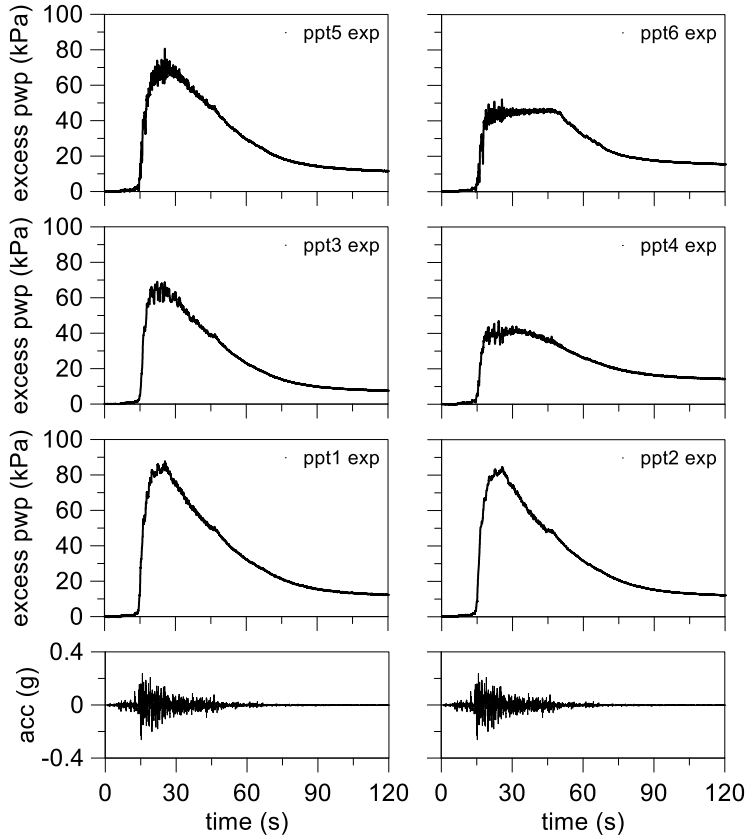 excess pwp (kPa)
100
80
60
40
20
0
ppt5 exp
ppt6 exp
excess pwp (kPa)
100
80
60
40
20
0
ppt3 exp
ppt4 exp
excess pwp (kPa)
100
80
60
40
20
0
ppt1 exp
ppt2 exp
acc (g)
0.4
0
-0.4
0 30 60 90 120
0 30 60 90 120
time (s)
time (s)